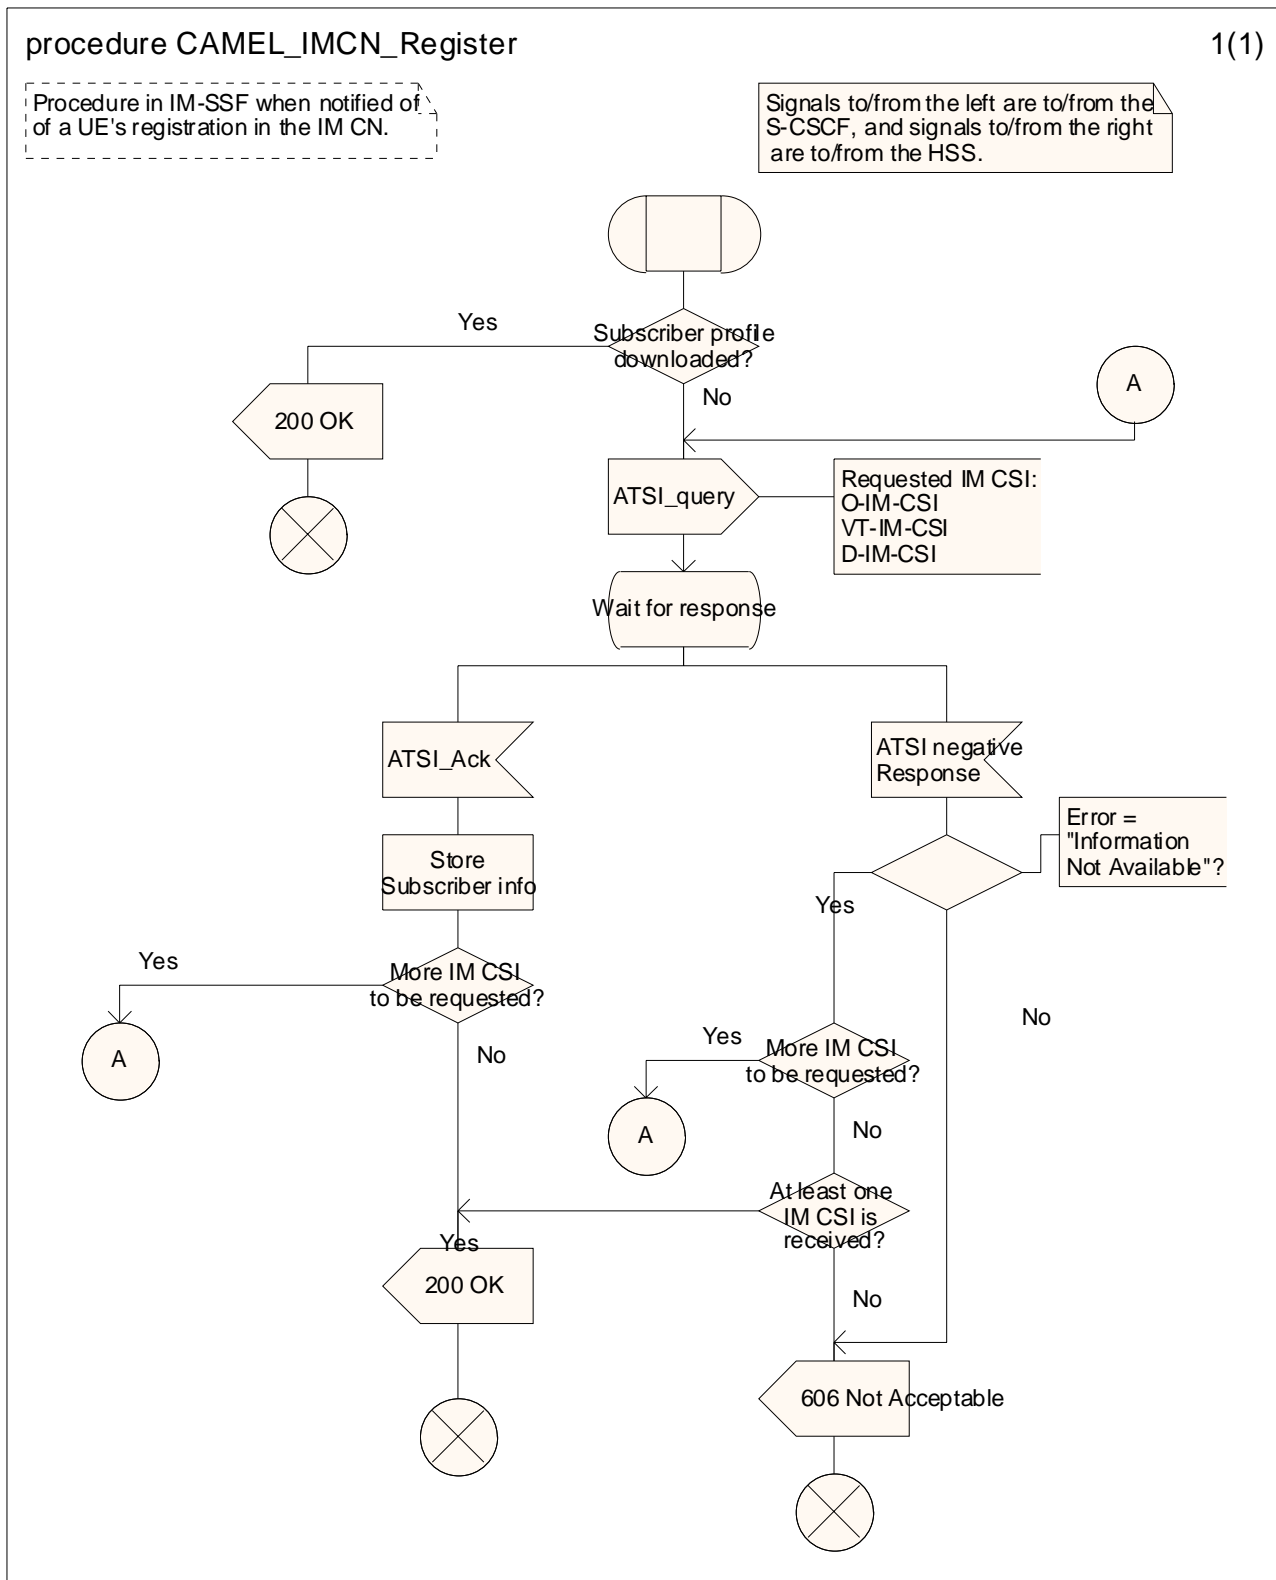 procedure CAMEL_IMCN_Register
1(1)
Procedure in IM-SSF when notified of
of a UE's registration in the IM CN.
Signals to/from the left are to/from the
S-CSCF, and signals to/from the right
are to/from the HSS.
Yes
Subscriber profile
downloaded?
No
A
200 OK
ATSI_query
Requested IM CSI:
O-IM-CSI
VT-IM-CSI
D-IM-CSI
Wait for response
ATSI_Ack
ATSI negative
Response
Error =
"Information
Not Available"?
Store
Subscriber info
Yes
Yes
More IM CSI
to be requested?
No
A
No
Yes
More IM CSI
to be requested?
A
No
At least one
IM CSI is
received?
Yes
200 OK
No
606 Not Acceptable